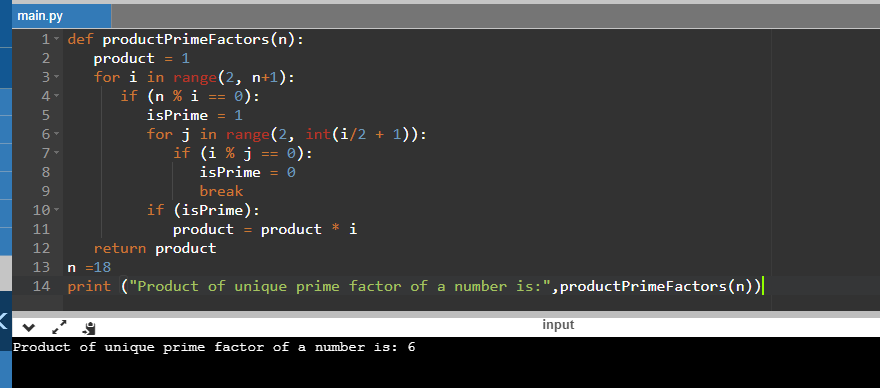 main.py
1 def productPrimeFactors(n):
2 product = 1
3 for i in range(2, n+1):
4 if (n % i == 0):
5 isPrime = 1
6 for j in range(2, int(i/2 + 1)):
7 if (i % j == 0):
8 isPrime = 0
9 break
10 if (isPrime):
11 product = product * i
12 return product
13 n =18
14 print ("Product of unique prime factor of a number is:",productPrimeFactors(n))
input
Product of unique prime factor of a number is: 6